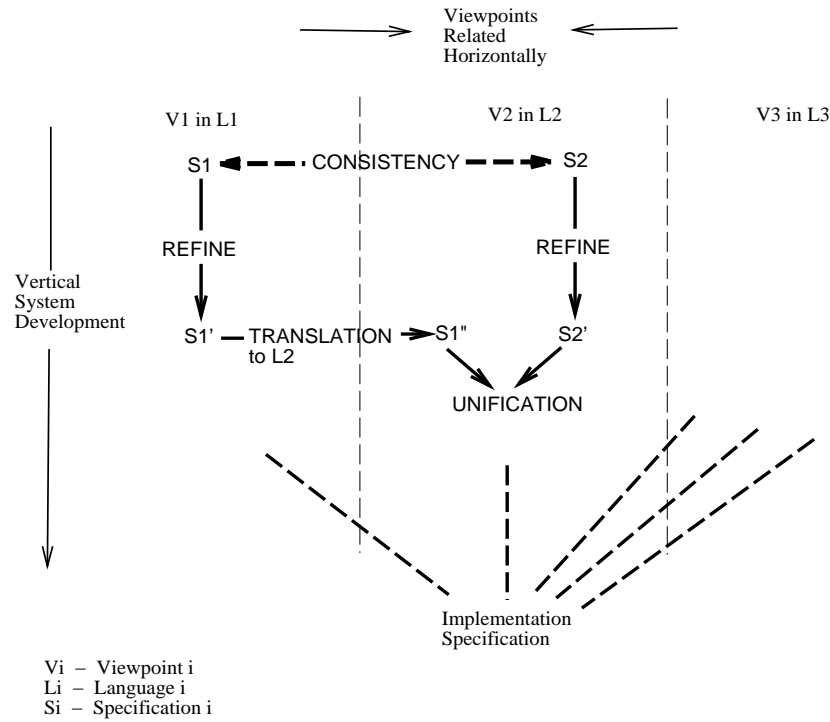 Viewpoints
Related
Horizontally
V1 in L1
V2 in L2
V3 in L3
S1
CONSISTENCY
S2
REFINE
REFINE
Vertical
System
Development
S1'
TRANSLATION
to L2
S1"
S2'
UNIFICATION
Implementation
Specification
Vi – Viewpoint i
Li – Language i
Si – Specification i